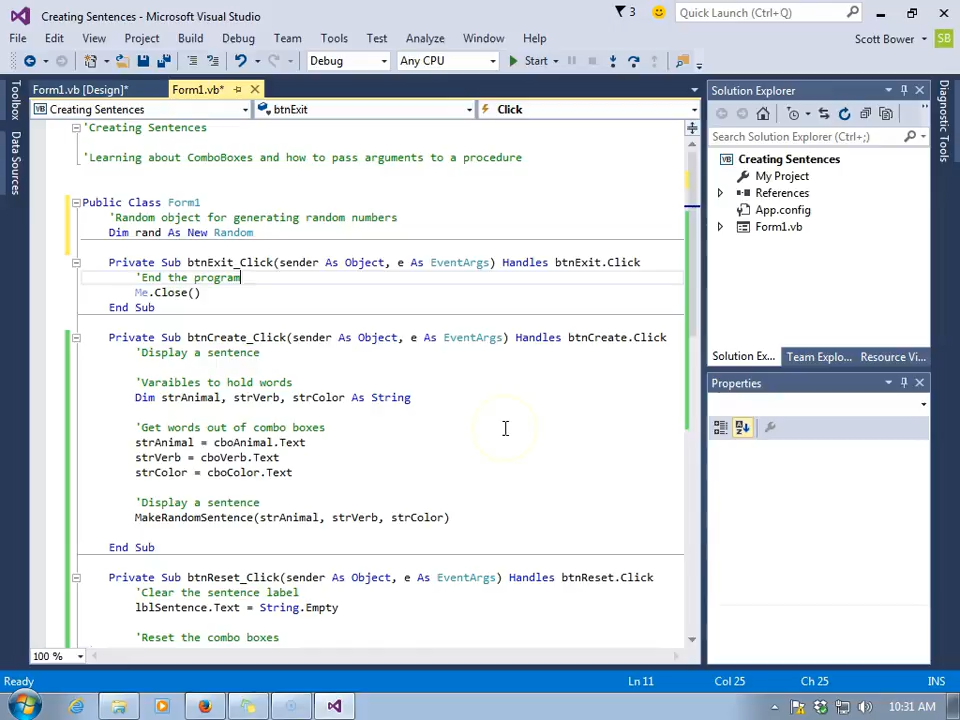 Creating Sentences - Microsoft Visual Studio
3
Quick Launch (Ctrl+Q)
File Edit View Project Build Debug Team Tools Test Analyze Window Help
Scott Bower SB
Debug Any CPU Start
Form1.vb [Design]* Form1.vb*
Creating Sentences btnExit Click
'Creating Sentences
'Learning about ComboBoxes and how to pass arguments to a procedure
Public Class Form1
'Random object for generating random numbers
Dim rand As New Random
Private Sub btnExit_Click(sender As Object, e As EventArgs) Handles btnExit.Click
'End the program
Me.Close()
End Sub
Private Sub btnCreate_Click(sender As Object, e As EventArgs) Handles btnCreate.Click
'Display a sentence
'Varaibles to hold words
Dim strAnimal, strVerb, strColor As String
'Get words out of combo boxes
strAnimal = cboAnimal.Text
strVerb = cboVerb.Text
strColor = cboColor.Text
'Display a sentence
MakeRandomSentence(strAnimal, strVerb, strColor)
End Sub
Private Sub btnReset_Click(sender As Object, e As EventArgs) Handles btnReset.Click
'Clear the sentence label
lblSentence.Text = String.Empty
'Reset the combo boxes
100 %
Toolbox
Data Sources
Solution Explorer
Search Solution Explorer (Ctrl+;)
Creating Sentences
My Project
References
App.config
Form1.vb
Solution Ex... Team Explo... Resource Vi...
Properties
Diagnostic Tools
Ready Ln 11 Col 25 Ch 25 INS
10:31 AM